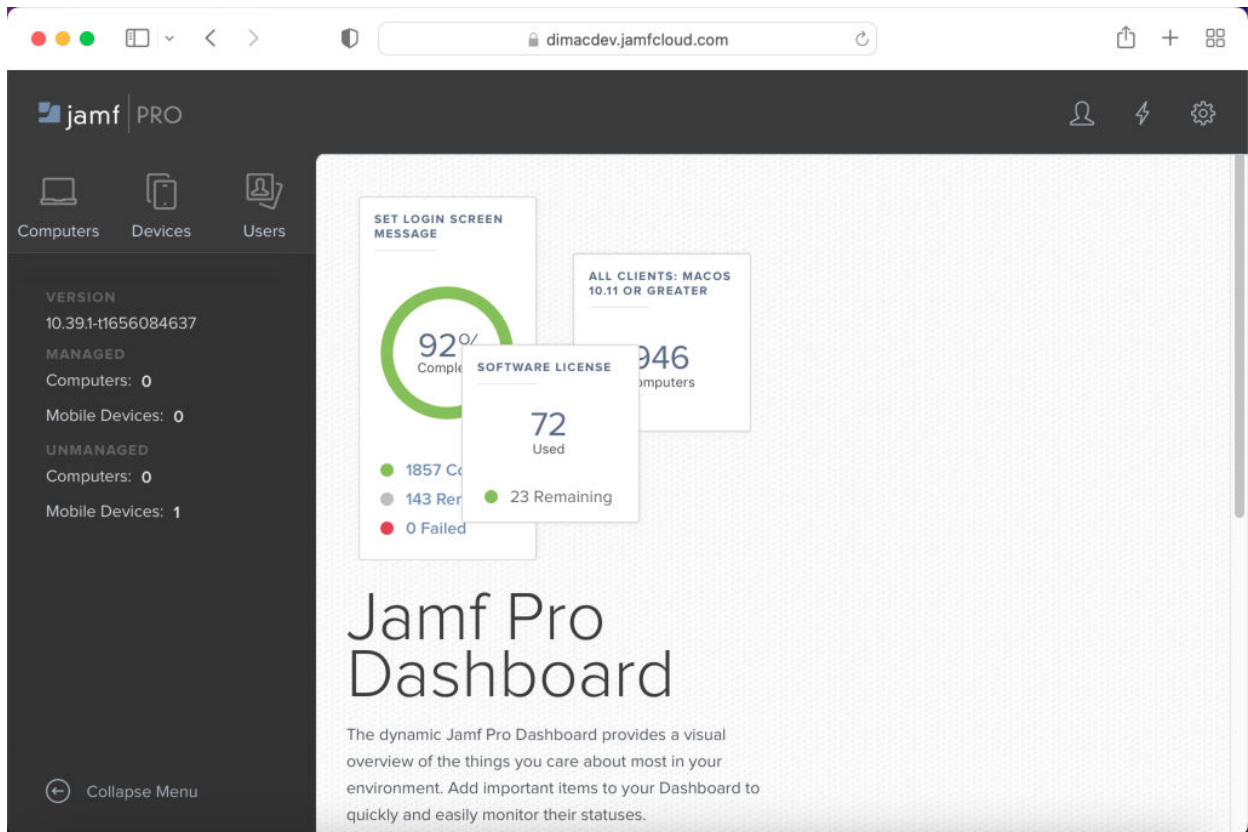 dimacdev.jamfcloud.com
jamf PRO
Computers Devices Users
VERSION
10.39.1-t1656084637
MANAGED
Computers: 0
Mobile Devices: 0
UNMANAGED
Computers: 0
Mobile Devices: 1
Collapse Menu
SET LOGIN SCREEN
MESSAGE
92%
1857
143
0 Failed
ALL CLIENTS: MACOS
10.11 OR GREATER
SOFTWARE LICENSE
72
Used
23 Remaining
Jamf Pro
Dashboard
The dynamic Jamf Pro Dashboard provides a visual
overview of the things you care about most in your
environment. Add important items to your Dashboard to
quickly and easily monitor their statuses.